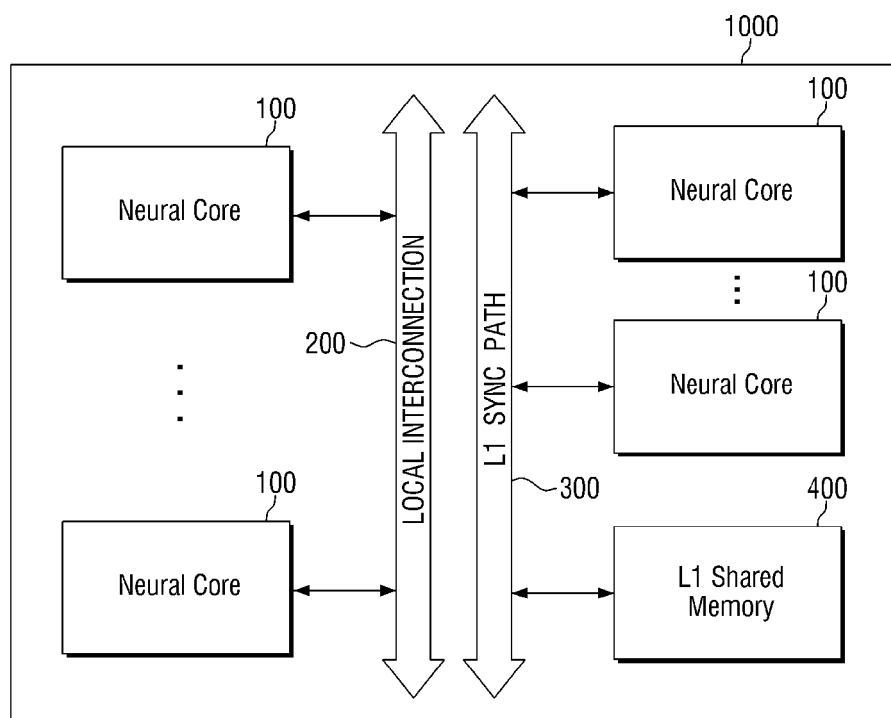 1000
100
Neural Core
100
Neural Core
200
LOCAL INTERCONNECTION
L1 SYNC PATH
300
100
Neural Core
100
Neural Core
400
L1 Shared
Memory